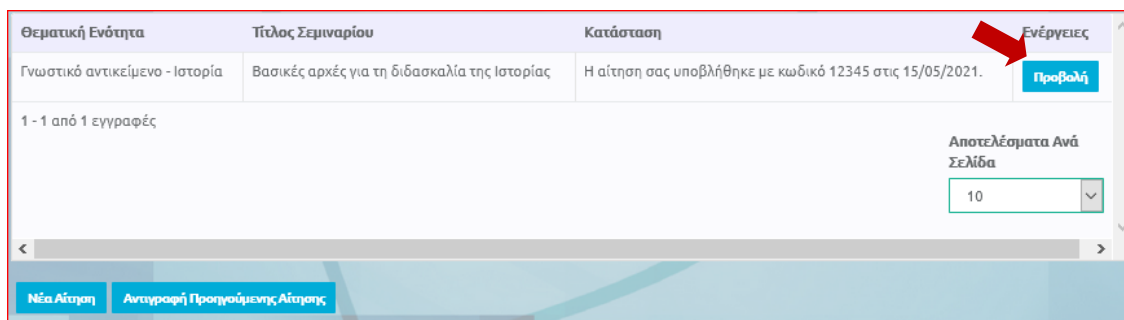 Θεματική Ενότητα Τίτλος Σεμιναρίου Κατάσταση Ενέργειες
Γνωστικό αντικείμενο - Ιστορία Βασικές αρχές για τη διδασκαλία της Ιστορίας Η αίτηση σας υποβλήθηκε με κωδικό 12345 στις 15/05/2021. Προβολή
1 - 1 από 1 εγγραφές
Αποτελέσματα Ανά
Σελίδα
10
Νέα Αίτηση Αντιγραφή Προηγούμενης Αίτησης